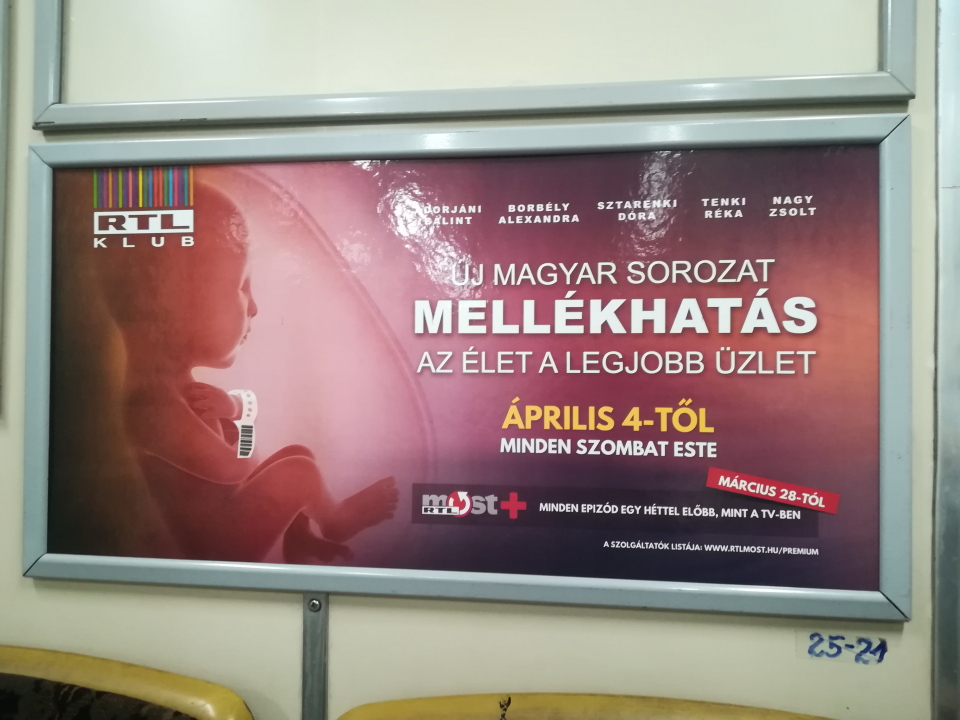 RTL
KLUB
BORBÉLY
ALEXANDRA
SZTARENKI
DÓRA
TENKI
RÉKA
NAGY
ZSOLT
ÚJ MAGYAR SOROZAT
MELLÉKHATÁS
AZ ÉLET A LEGJOBB ÜZLET
ÁPRILIS 4-TŐL
MINDEN SZOMBAT ESTE
MÁRCIUS 28-TÓL
most+
RTL
MINDEN EPIZÓD EGY HÉTTEL ELŐBB, MINT A TV-BEN
A SZOLGÁLTATÓK LISTÁJA: WWW.RTLMOST.HU/PREMIUM
25-21